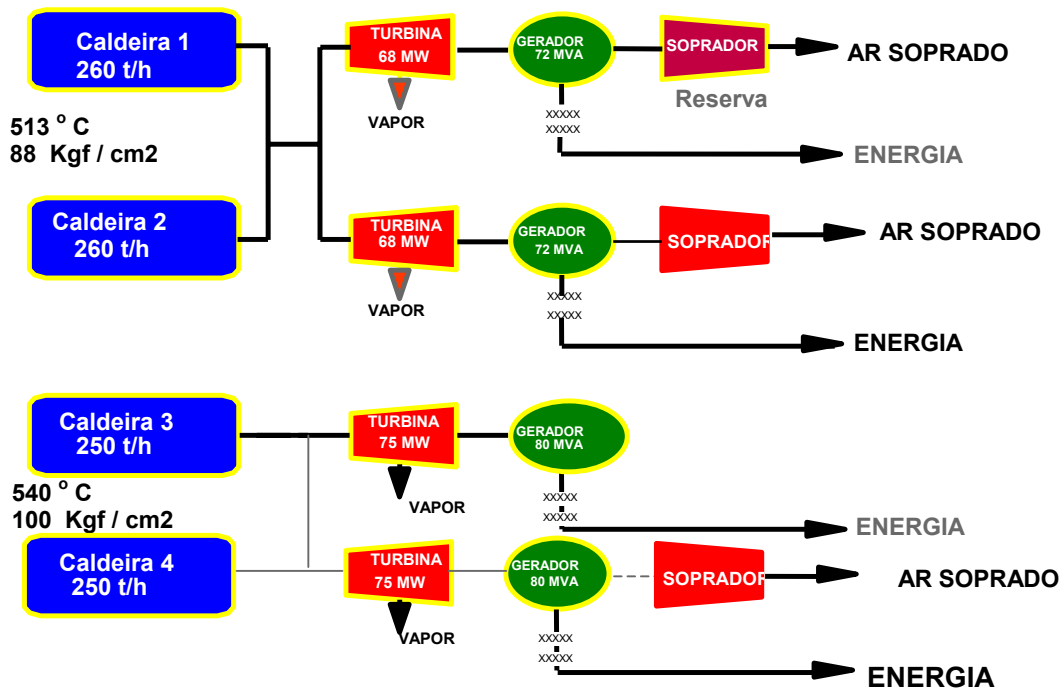 Caldeira 1
260 t/h
TURBINA
68 MW
GERADOR
72 MVA
SOPRADOR
AR SOPRADO
Reserva
VAPOR
xxxxx
xxxxx
ENERGIA
513 ° C
88 Kgf / cm2
Caldeira 2
260 t/h
TURBINA
68 MW
GERADOR
72 MVA
SOPRADOR
AR SOPRADO
VAPOR
xxxxx
xxxxx
ENERGIA
Caldeira 3
250 t/h
TURBINA
75 MW
GERADOR
80 MVA
VAPOR
xxxxx
xxxxx
ENERGIA
540 ° C
100 Kgf / cm2
Caldeira 4
250 t/h
TURBINA
75 MW
GERADOR
80 MVA
SOPRADOR
AR SOPRADO
VAPOR
xxxxx
xxxxx
ENERGIA